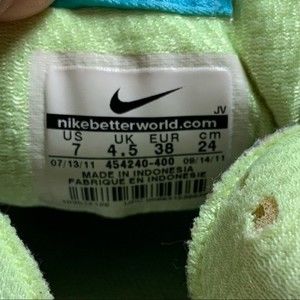 JV
nikebetterworld.com
US UK EUR cm
7 4.5 38 24
07/13/11 454240-400 09/14/11
MADE IN INDONESIA
FABRIQUE EN INDONESIE